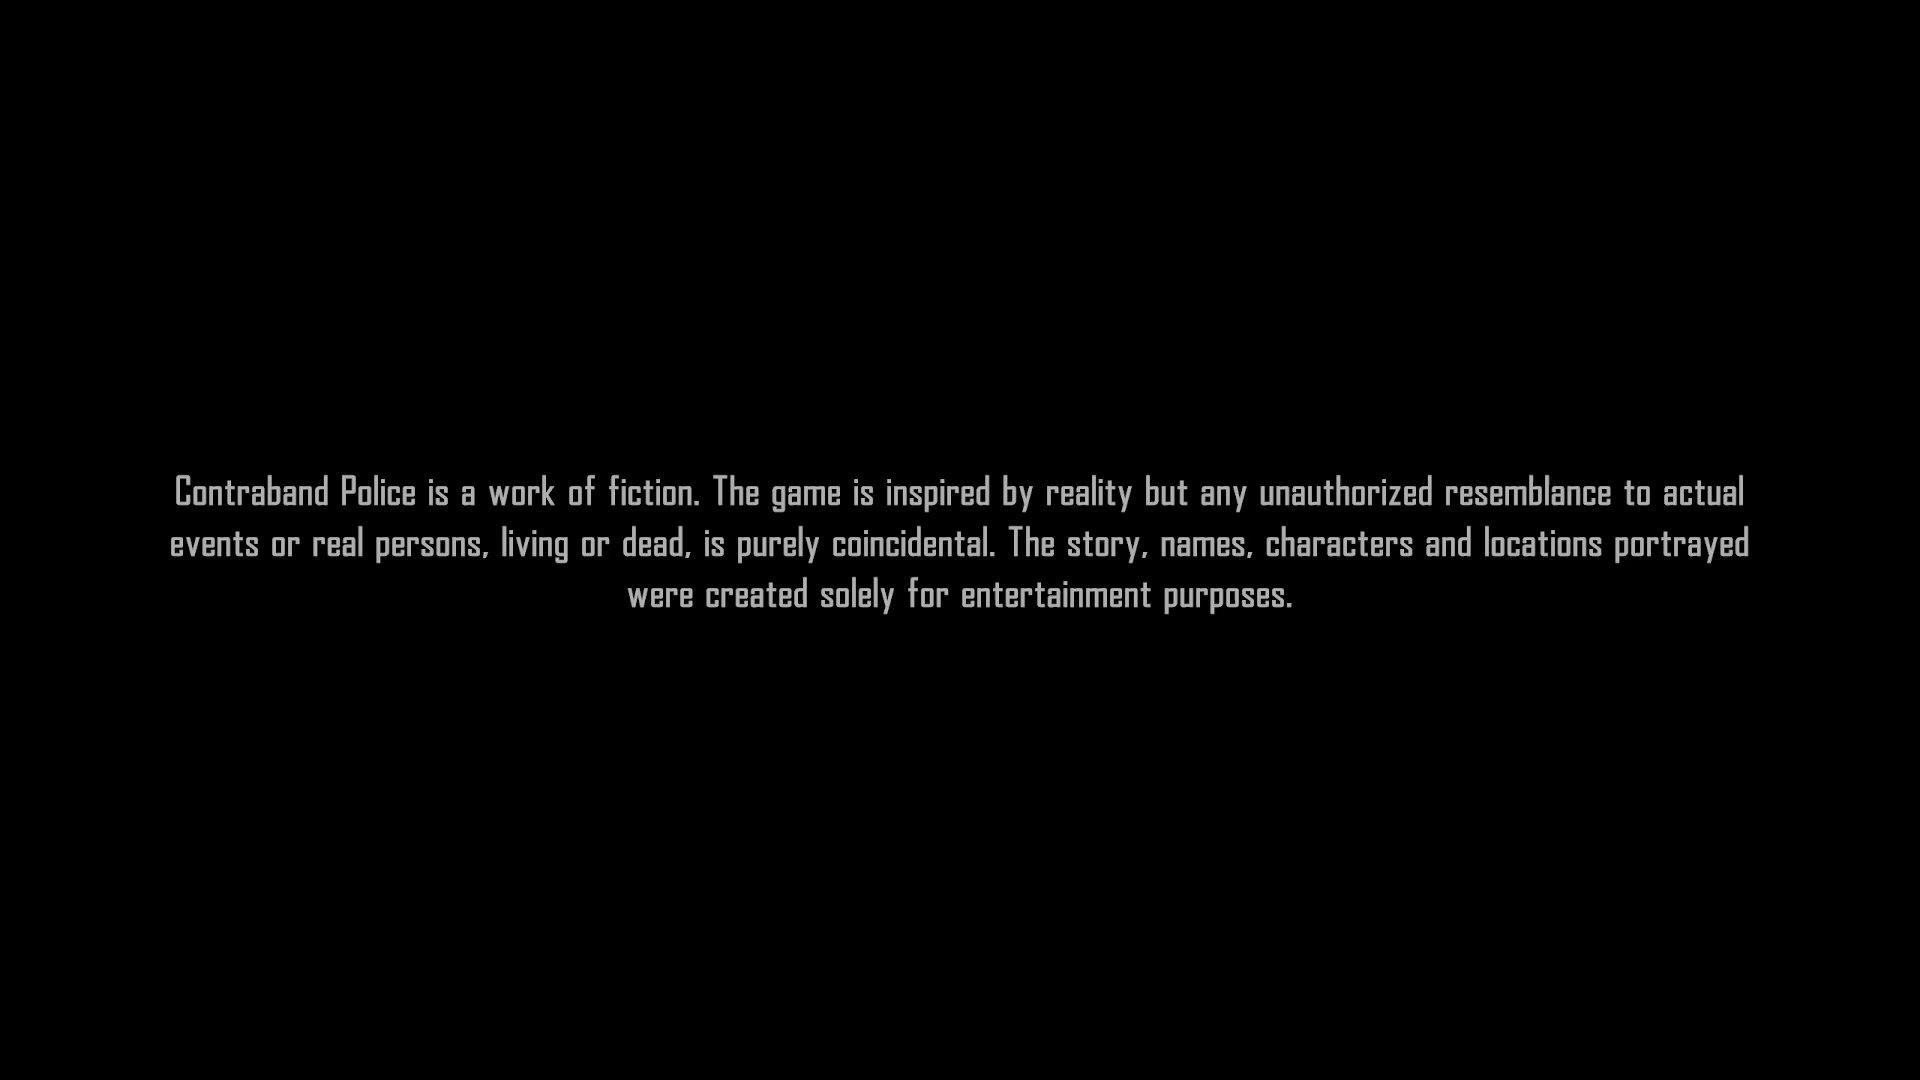 Contraband Police is a work of fiction. The game is inspired by reality but any unauthorized resemblance to actual
events or real persons, living or dead, is purely coincidental. The story, names, characters and locations portrayed
were created solely for entertainment purposes.